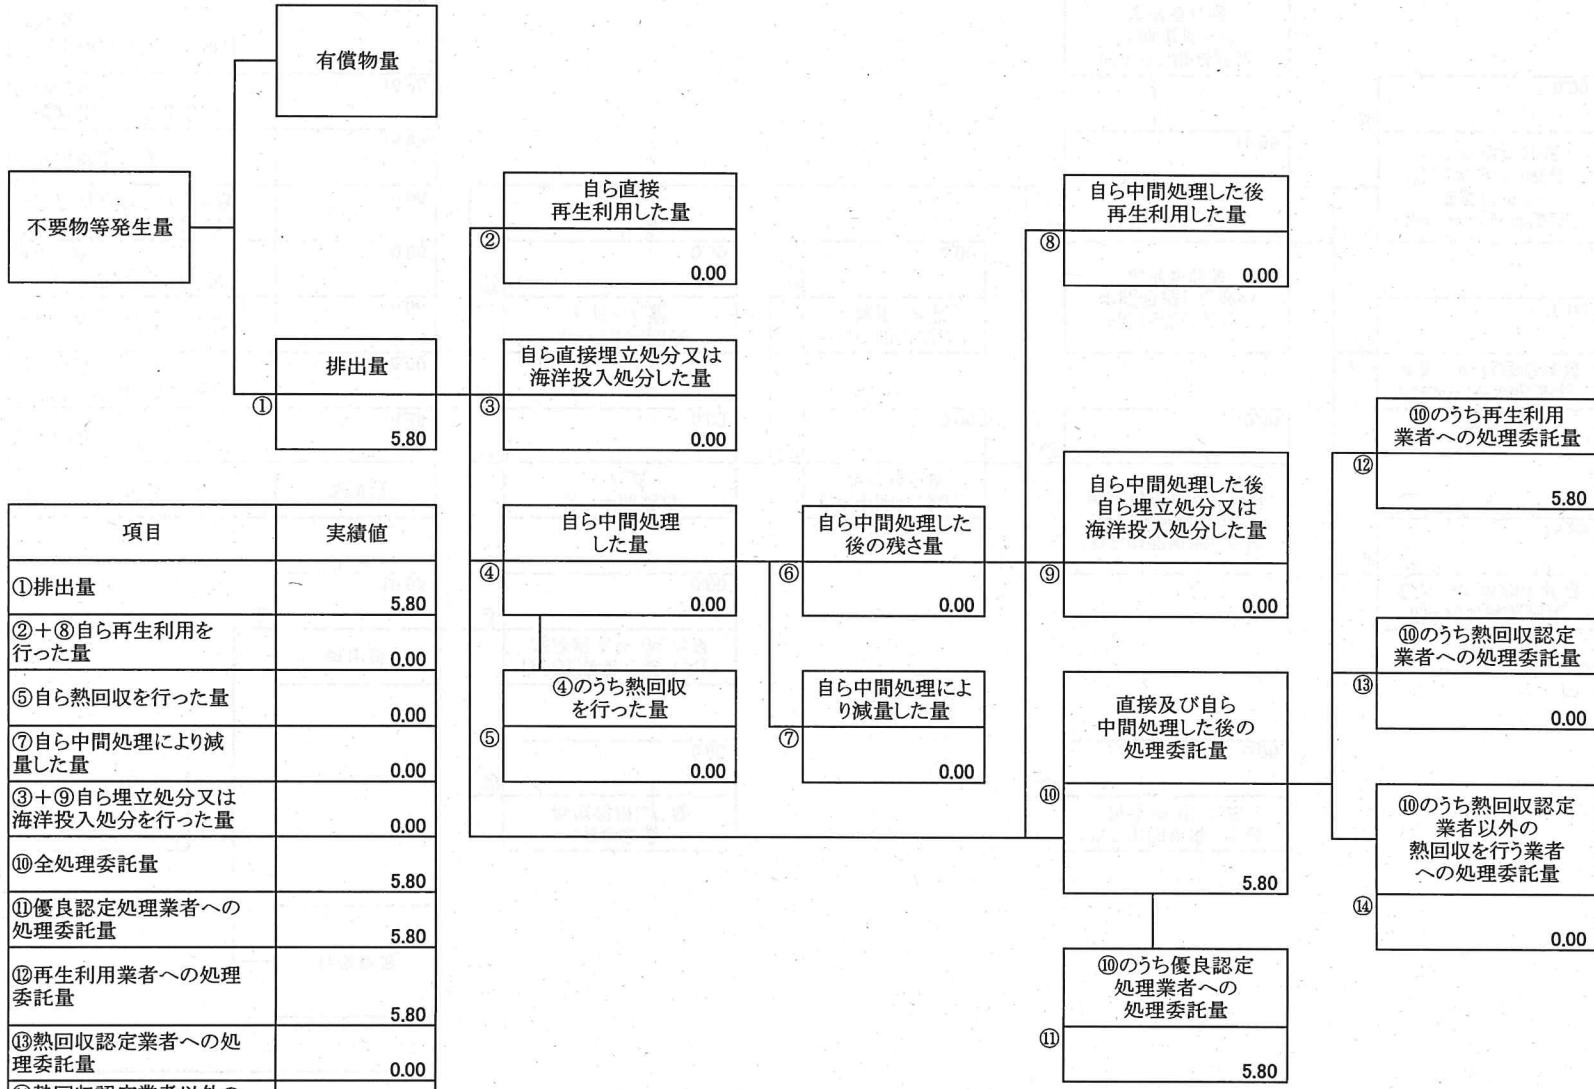 有償物量
不要物等発生量
排出量
①
5.80
自ら直接
再生利用した量
②
0.00
自ら直接埋立処分又は
海洋投入処分した量
③
0.00
自ら中間処理
した量
④
0.00
④のうち熱回収
を行った量
⑤
0.00
自ら中間処理した
後の残さ量
⑥
0.00
自ら中間処理によ
り減量した量
⑦
0.00
自ら中間処理した後
再生利用した量
⑧
0.00
自ら中間処理した後
自ら埋立処分又は
海洋投入処分した量
⑨
0.00
直接及び自ら
中間処理した後の
処理委託量
⑩
5.80
⑩のうち優良認定
処理業者への
処理委託量
⑪
5.80
⑩のうち再生利用
業者への処理委託量
⑫
5.80
⑩のうち熱回収認定
業者への処理委託量
⑬
0.00
⑩のうち熱回収認定
業者以外の
熱回収を行う業者
への処理委託量
⑭
0.00
項目 実績値
①排出量
5.80
②+⑧自ら再生利用を
行った量 0.00
⑤自ら熱回収を行った量
0.00
⑦自ら中間処理により減
量した量 0.00
③+⑨自ら埋立処分又は
海洋投入処分を行った量 0.00
⑩全処理委託量
5.80
⑪優良認定処理業者への
処理委託量 5.80
⑫再生利用業者への処理
委託量
5.80
⑬熱回収認定業者への処
理委託量 0.00